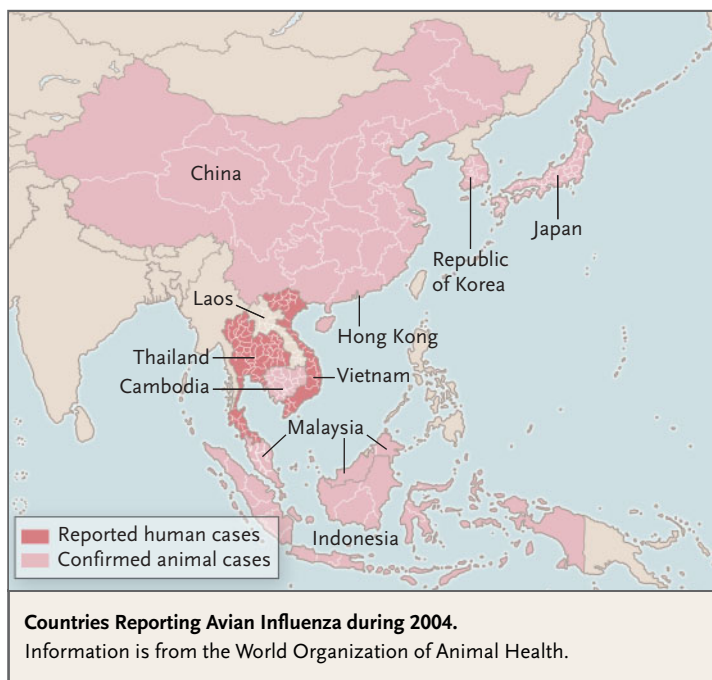 China
Japan
Republic
of Korea
Laos
Hong Kong
Thailand
Vietnam
Cambodia
Malaysia
Indonesia
Reported human cases
Confirmed animal cases
Countries Reporting Avian Influenza during 2004.
Information is from the World Organization of Animal Health.